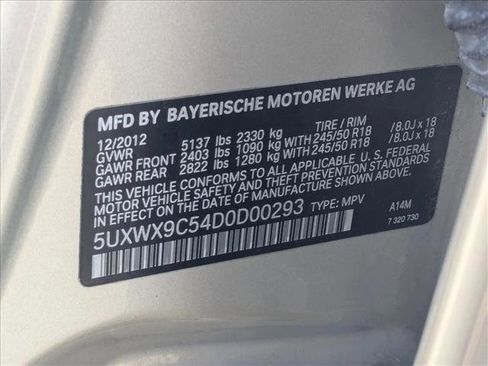 MFD BY BAYERISCHE MOTOREN WERKE AG
12/2012 5137 lbs 2330 kg TIRE / RIM
GVWR
GAWR FRONT 2403 lbs 1090 kg 245/50 R18 /8.0J x 18
GAWR REAR 2822 lbs 1280 kg 245/50 R18 /8.0J x 18
THIS VEHICLE CONFORMS TO ALL APPLICABLE U. S. FEDERAL
MOTOR VEHICLE SAFETY AND THEFT PREVENTION STANDARDS
IN EFFECT ON THE DATE OF MANUFACTURE SHOWN ABOVE.
5UXWX9C54D0D00293 TYPE: MPV A14M
7 320 730